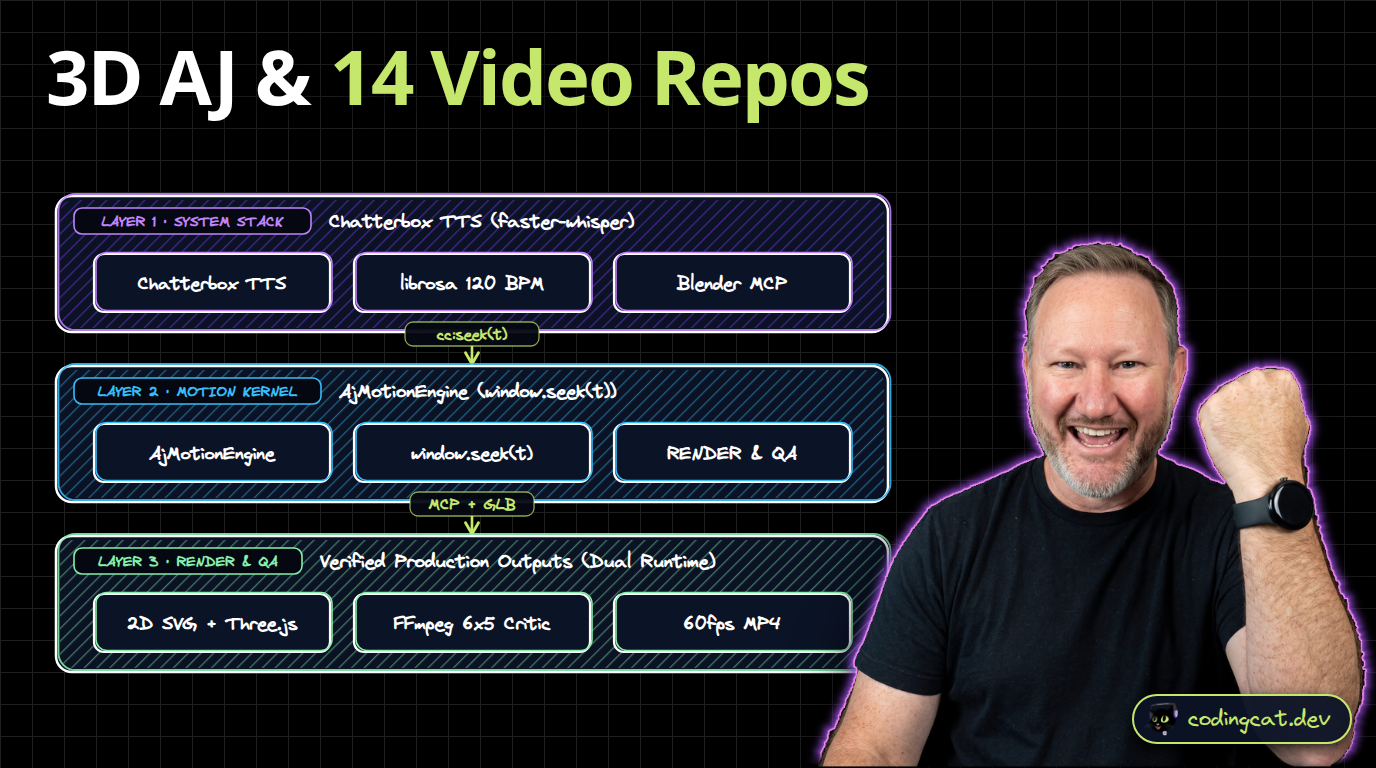 3D AJ & 14 Video Repos
LAYER 1 · SYSTEM STACK Chatterbox TTS (faster-whisper)
Chatterbox TTS librosa 120 BPM Blender MCP
cc:seek(t)
LAYER 2 · MOTION KERNEL AjMotionEngine (window.seek(t))
AjMotionEngine window.seek(t) RENDER & QA
MCP + GLB
LAYER 3 · RENDER & QA Verified Production Outputs (Dual Runtime)
2D SVG + Three.js FFmpeg 6x5 Critic 60fps MP4
codingcat.dev